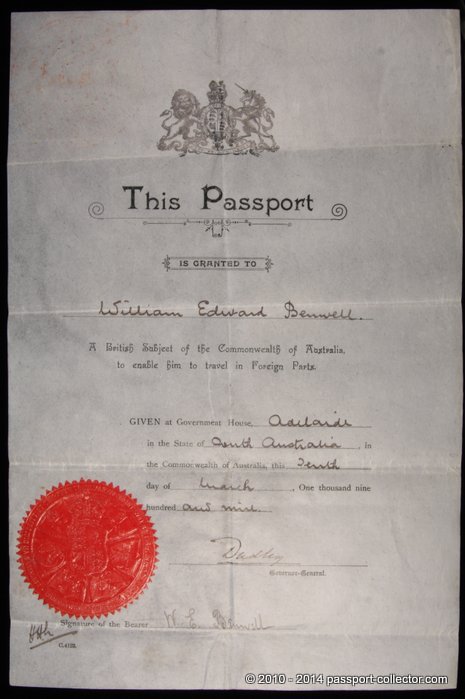 This Passport
IS GRANTED TO
William Edward Benwell.
A British Subject of the Commonwealth of Australia,
to enable him to travel in Foreign Parts.
GIVEN at Government House, Adelaide
in the State of South Australia, in
the Commonwealth of Australia, this Tenth
day of March, One thousand nine
hundred and nine.
Dudley
Governor-General.
Signature of the Bearer W. E. Benwell
C.4122.
© 2010 - 2014 passport-collector.com